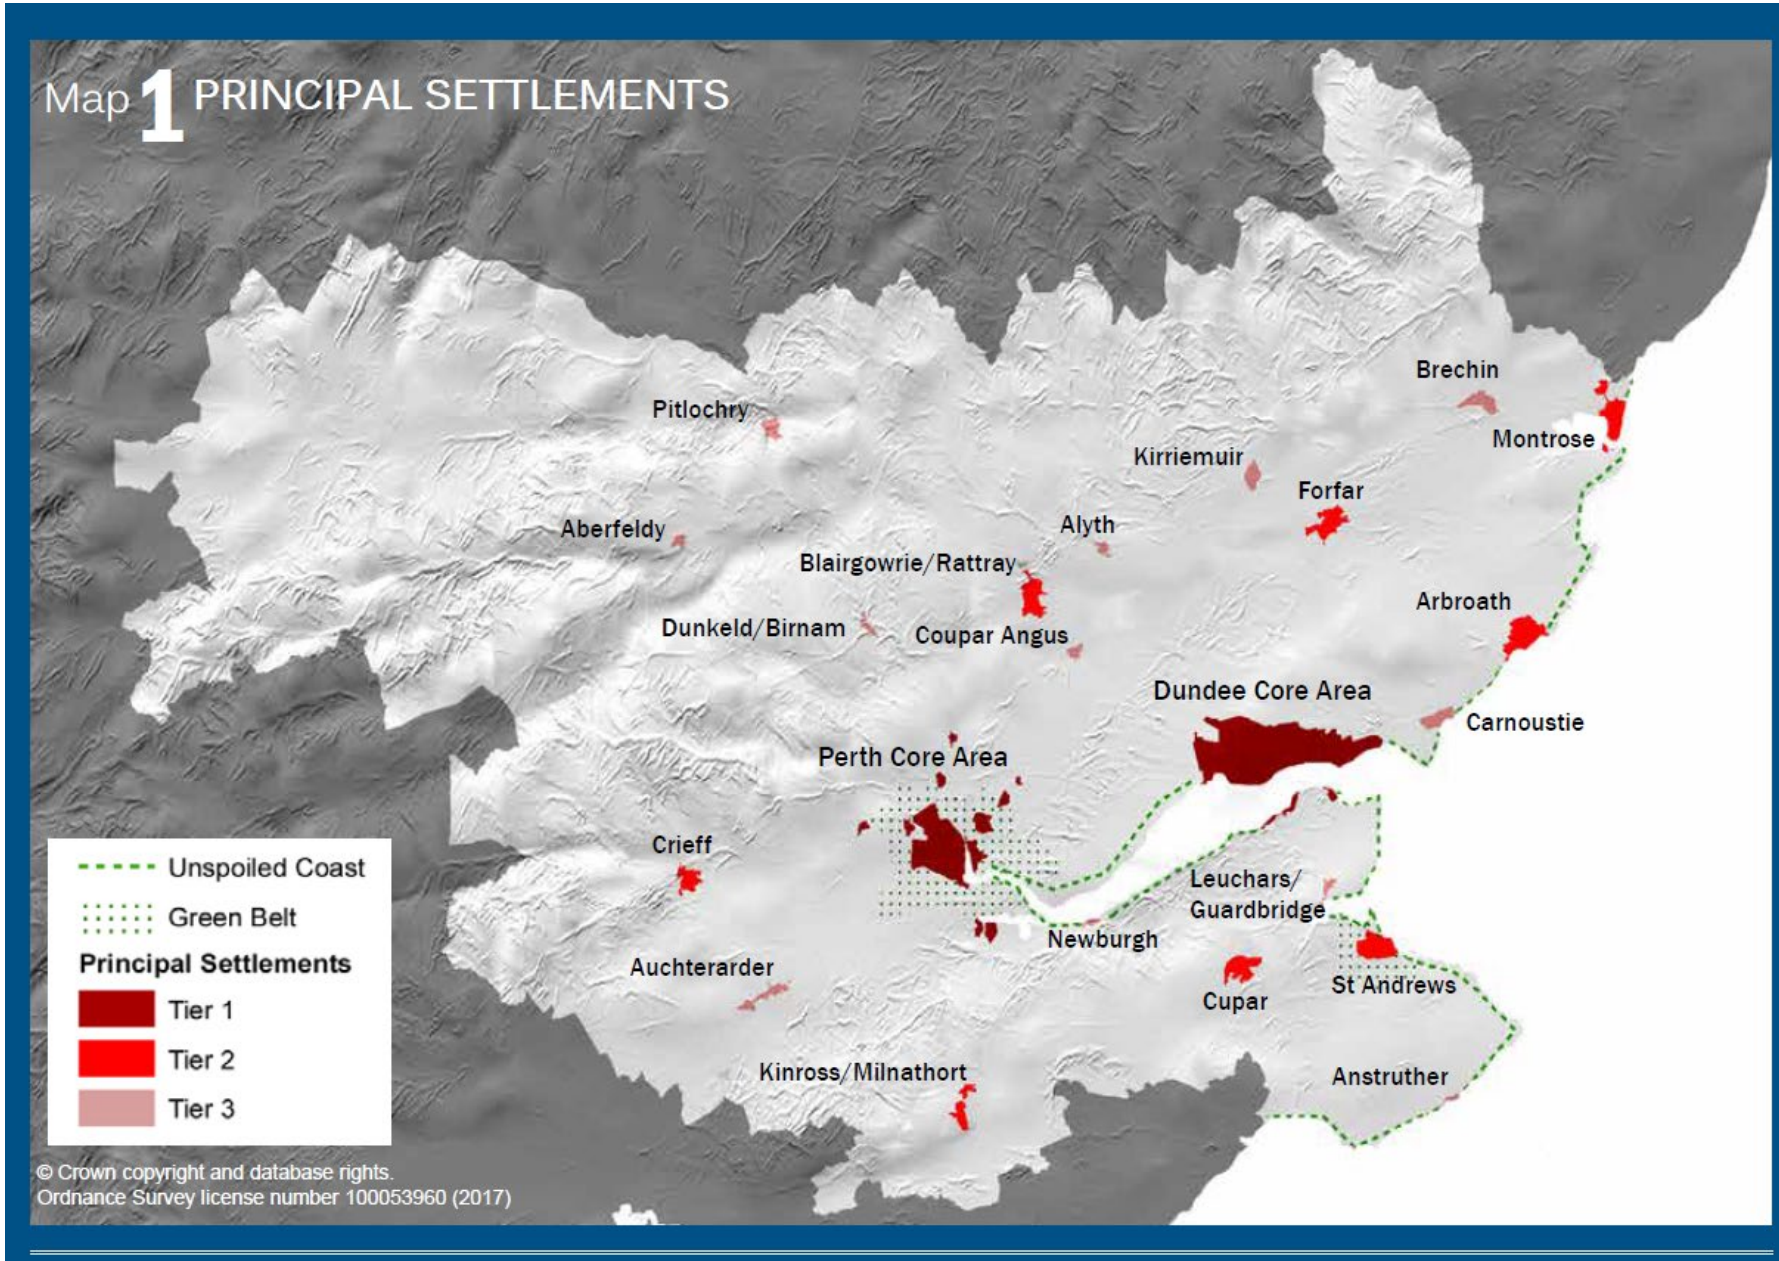 Map 1 PRINCIPAL SETTLEMENTS
Brechin
Pitlochry
Montrose
Kirriemuir
Forfar
Aberfeldy
Alyth
Blairgowrie/Rattray
Arbroath
Dunkeld/Birnam
Coupar Angus
Dundee Core Area
Carnoustie
Perth Core Area
Crieff
Leuchars/
Guardbridge
Newburgh
Auchterarder
St Andrews
Cupar
Kinross/Milnathort
Anstruther
Unspoiled Coast
Green Belt
Principal Settlements
Tier 1
Tier 2
Tier 3
© Crown copyright and database rights.
Ordnance Survey license number 100053960 (2017)